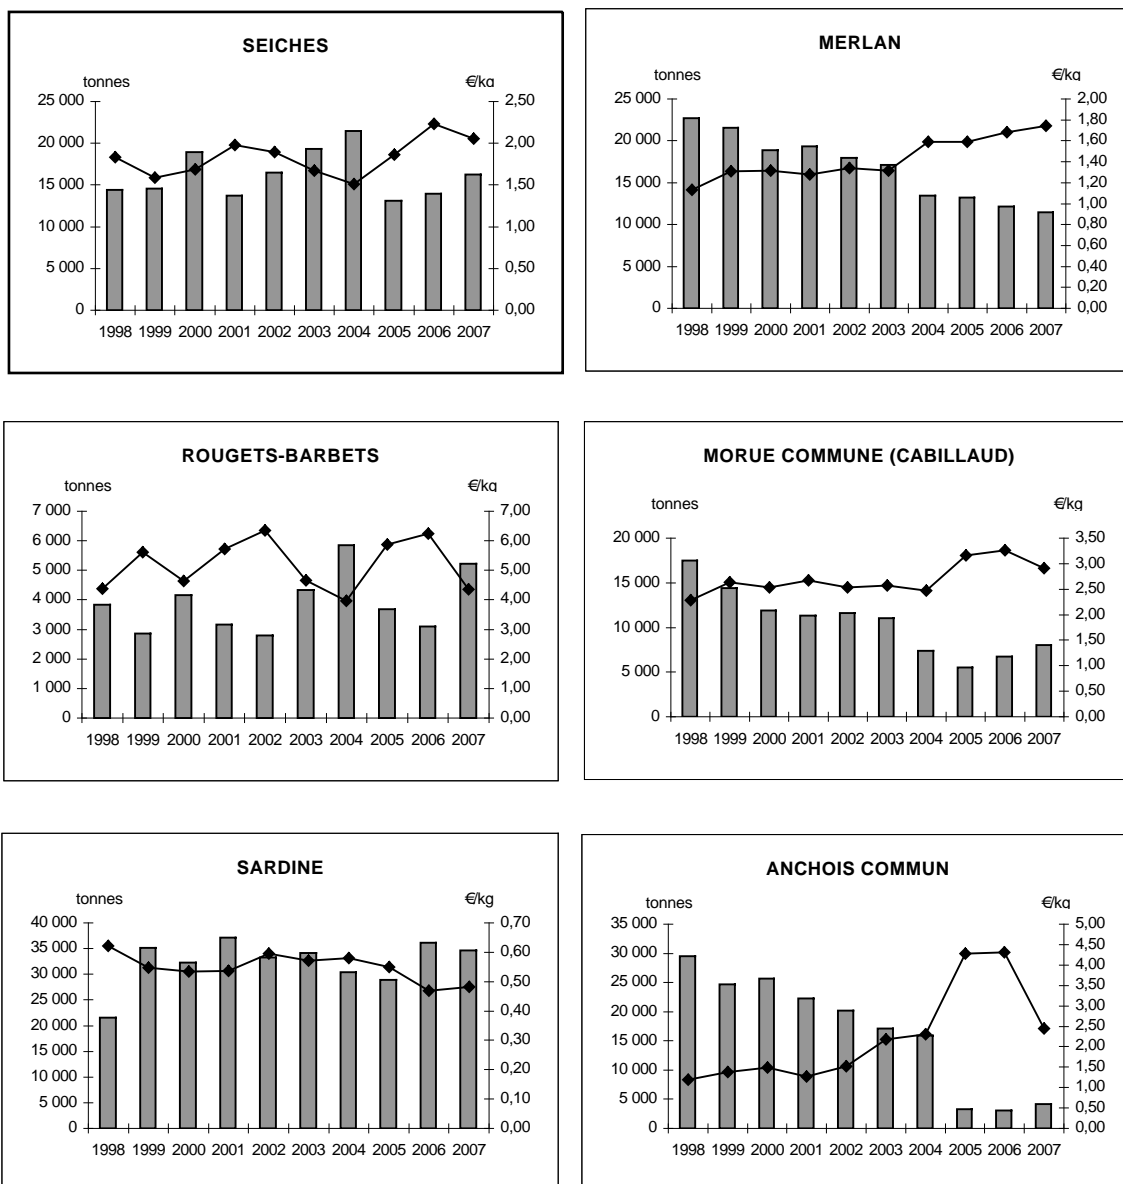 SEICHES
tonnes €/kg
25 000 2,50
20 000 2,00
15 000 1,50
10 000 1,00
5 000 0,50
0 0,00
1998 1999 2000 2001 2002 2003 2004 2005 2006 2007
MERLAN
tonnes €/kg
25 000 2,00
1,80
20 000 1,60
1,40
15 000 1,20
1,00
10 000 0,80
0,60
5 000 0,40
0,20
0 0,00
1998 1999 2000 2001 2002 2003 2004 2005 2006 2007
ROUGETS-BARBETS
tonnes €/kg
7 000 7,00
6 000 6,00
5 000 5,00
4 000 4,00
3 000 3,00
2 000 2,00
1 000 1,00
0 0,00
1998 1999 2000 2001 2002 2003 2004 2005 2006 2007
MORUE COMMUNE (CABILLAUD)
tonnes €/kg
20 000 3,50
3,00
15 000 2,50
2,00
10 000 1,50
5 000 1,00
0,50
0 0,00
1998 1999 2000 2001 2002 2003 2004 2005 2006 2007
SARDINE
tonnes €/kg
40 000 0,70
35 000 0,60
30 000 0,50
25 000 0,40
20 000 0,30
15 000 0,20
10 000 0,10
5 000
0 0,00
1998 1999 2000 2001 2002 2003 2004 2005 2006 2007
ANCHOIS COMMUN
tonnes €/kg
35 000 5,00
30 000 4,50
4,00
25 000 3,50
20 000 3,00
2,50
15 000 2,00
10 000 1,50
1,00
5 000 0,50
0 0,00
1998 1999 2000 2001 2002 2003 2004 2005 2006 2007